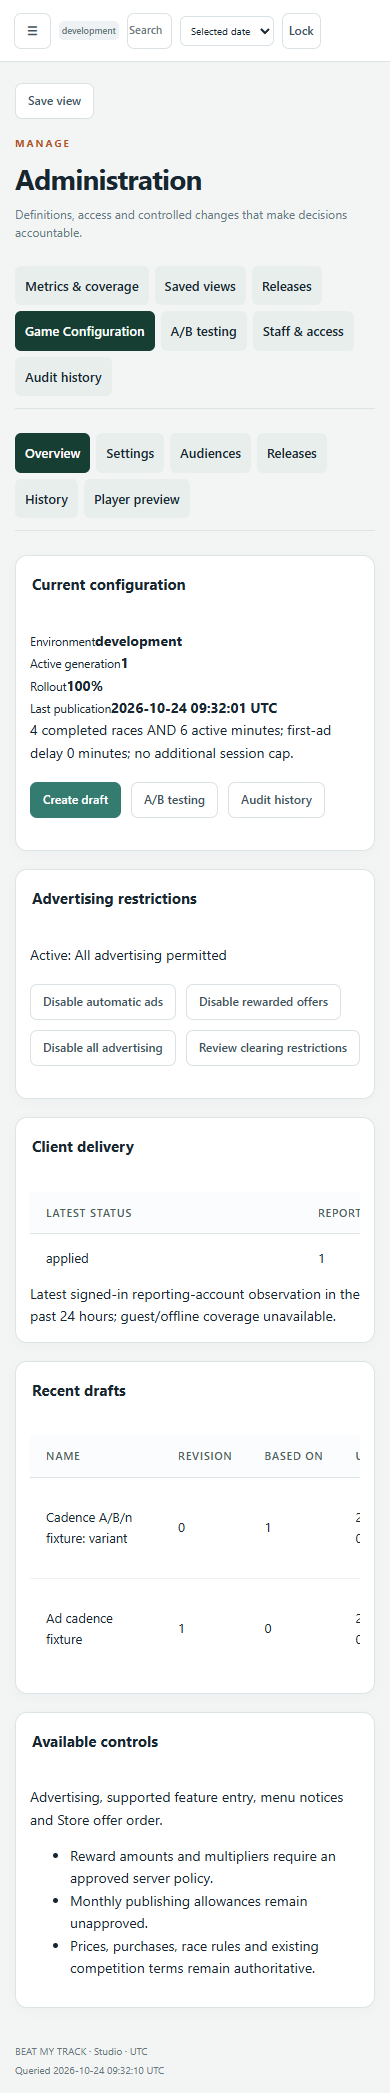 ☰ development Search Selected date Lock
Save view
MANAGE
Administration
Definitions, access and controlled changes that make decisions
accountable.
Metrics & coverage Saved views Releases
Game Configuration A/B testing Staff & access
Audit history
Overview Settings Audiences Releases
History Player preview
Current configuration
Environmentdevelopment
Active generation1
Rollout100%
Last publication2026-10-24 09:32:01 UTC
4 completed races AND 6 active minutes; first-ad
delay 0 minutes; no additional session cap.
Create draft A/B testing Audit history
Advertising restrictions
Active: All advertising permitted
Disable automatic ads Disable rewarded offers
Disable all advertising Review clearing restrictions
Client delivery
LATEST STATUS REPORT
applied 1
Latest signed-in reporting-account observation in the
past 24 hours; guest/offline coverage unavailable.
Recent drafts
NAME REVISION BASED ON
Cadence A/B/n
fixture: variant 0 1
Ad cadence
fixture 1 0
Available controls
Advertising, supported feature entry, menu notices
and Store offer order.
• Reward amounts and multipliers require an
approved server policy.
• Monthly publishing allowances remain
unapproved.
• Prices, purchases, race rules and existing
competition terms remain authoritative.
BEAT MY TRACK · Studio · UTC
Queried 2026-10-24 09:32:10 UTC